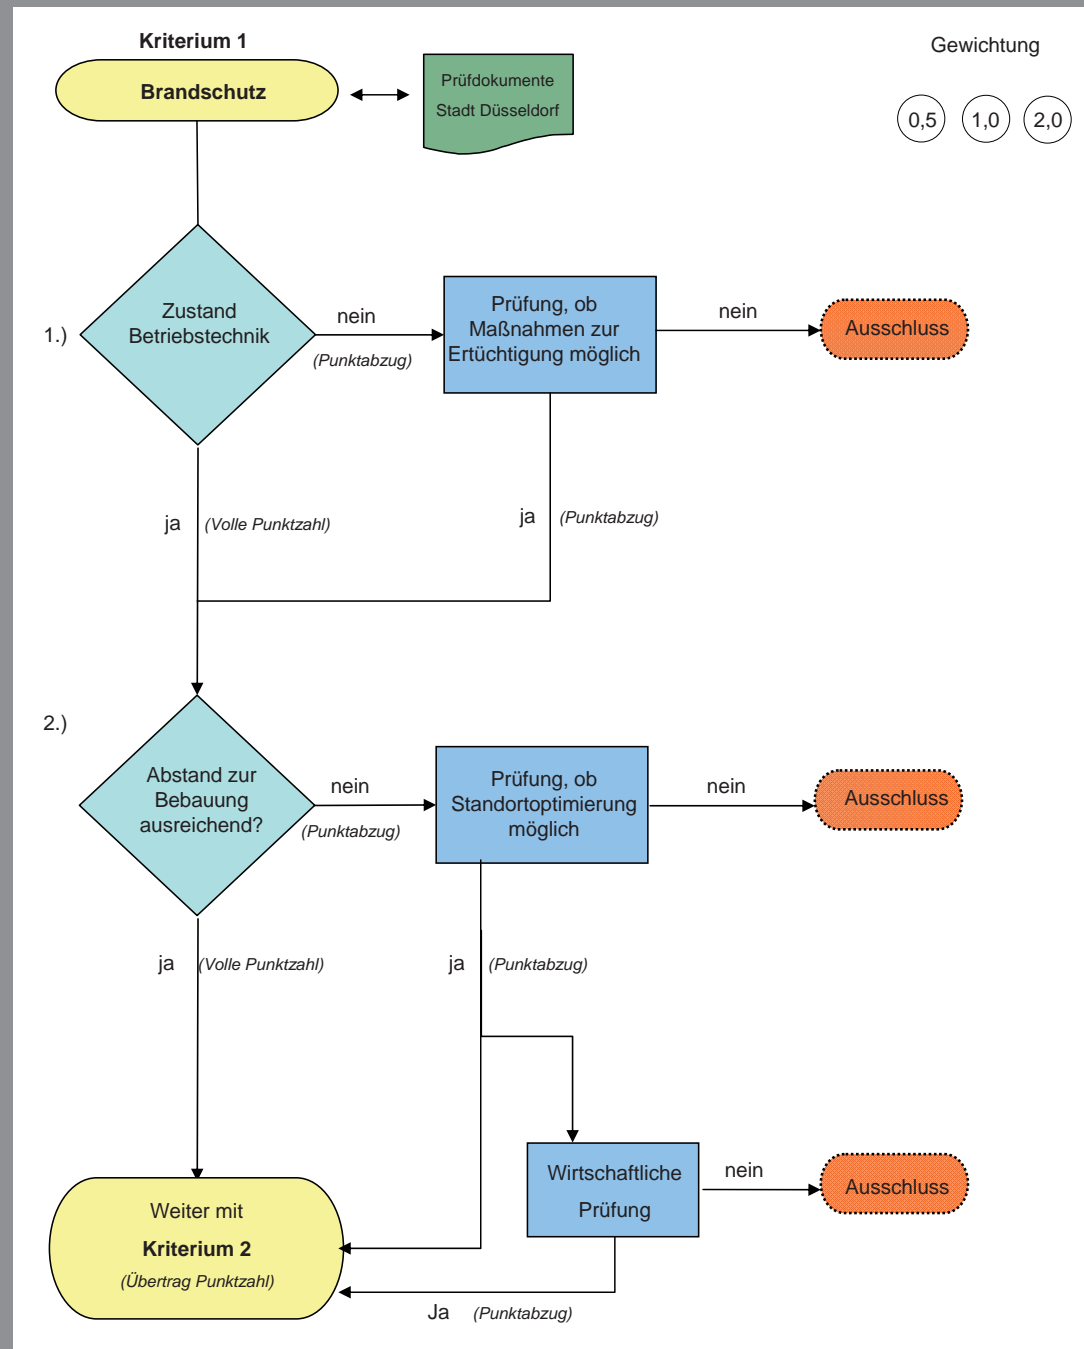 Kriterium 1
Brandschutz
Prüfdokumente
Stadt Düsseldorf
Gewichtung
0,5
1,0
2,0
1.)
Zustand
Betriebstechnik
nein
(Punktabzug)
Prüfung, ob
Maßnahmen zur
Ertüchtigung möglich
nein
Ausschluss
ja
(Volle Punktzahl)
ja
(Punktabzug)
2.)
Abstand zur
Bebauung
ausreichend?
nein
(Punktabzug)
Prüfung, ob
Standortoptimierung
möglich
nein
Ausschluss
ja
(Volle Punktzahl)
ja
(Punktabzug)
Wirtschaftliche
Prüfung
nein
Ausschluss
Weiter mit
Kriterium 2
(Übertrag Punktzahl)
Ja
(Punktabzug)